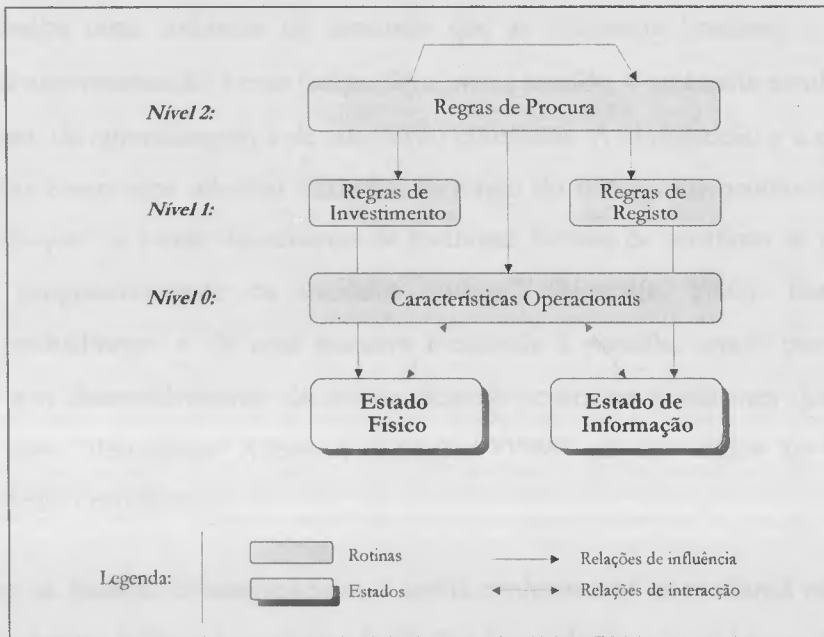 Nível 2:
Regras de Procura
Nível 1:
Regras de
Investimento
Regras de
Registo
Nível 0:
Características Operacionais
Estado
Físico
Estado de
Informação
Legenda:
Rotinas
Estados
Relações de influência
Relações de interacção